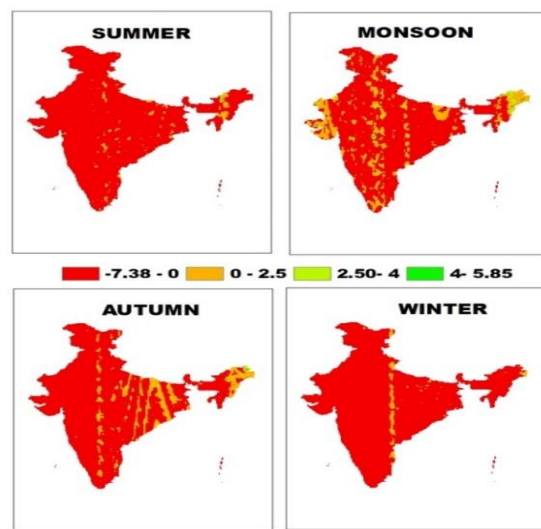 SUMMER
MONSOON
-7.38 - 0 0 - 2.5 2.50- 4 4- 5.85
AUTUMN
WINTER